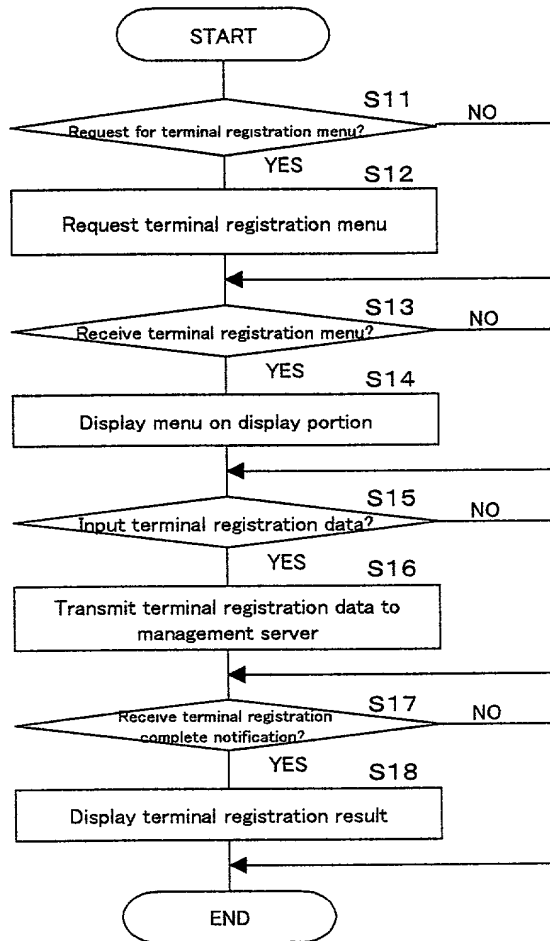 START
S11
Request for terminal registration menu?
NO
YES
S12
Request terminal registration menu
S13
Receive terminal registration menu?
NO
YES
S14
Display menu on display portion
S15
Input terminal registration data?
NO
YES
S16
Transmit terminal registration data to
management server
S17
Receive terminal registration
complete notification?
NO
YES
S18
Display terminal registration result
END